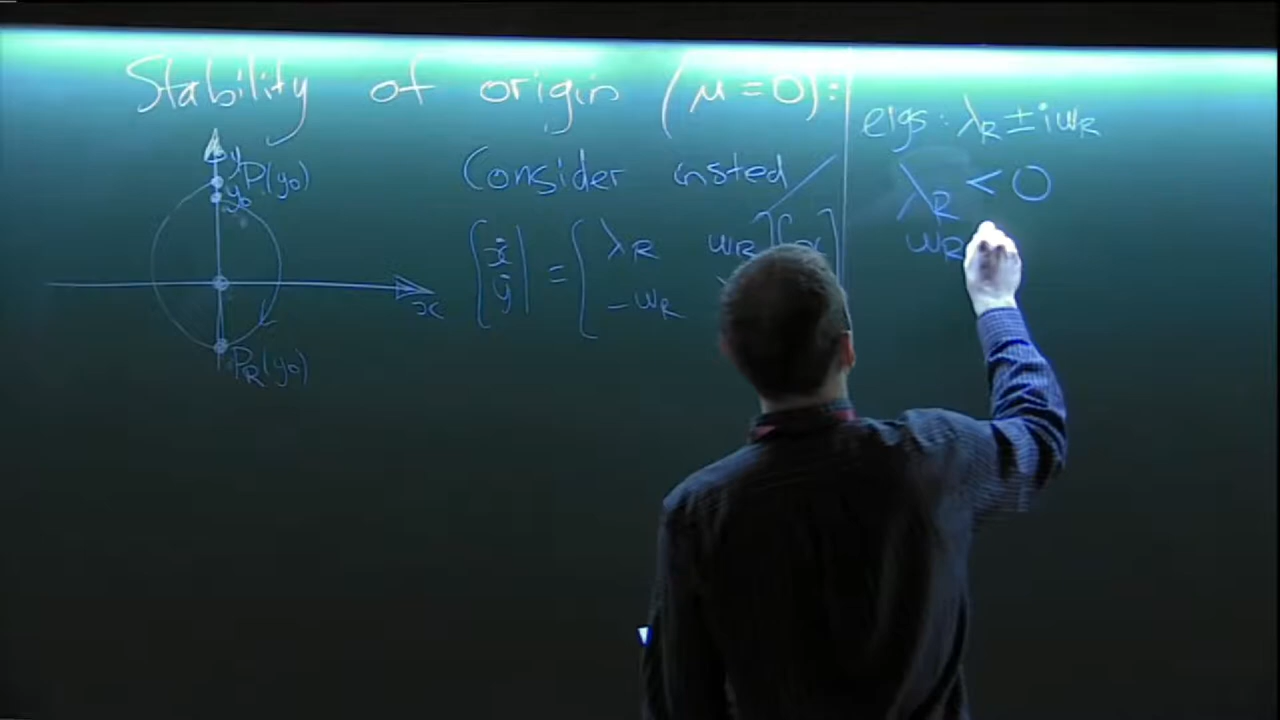 Stability of origin (μ=0):
eigs: λ_R ± iω_R
y
P(y₀)
y₀
x
P_R(y₀)
Consider insted
[ẋ ẏ] = [λ_R ω_R
-ω_R
λ_R < 0
ω_R